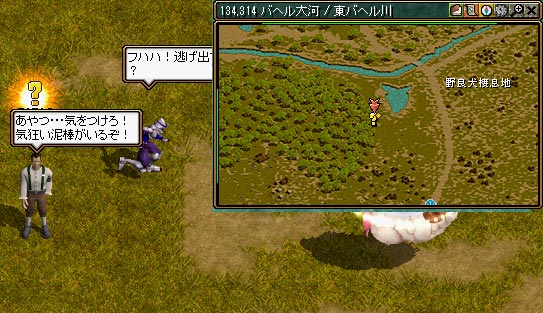 134,314 バヘル大河 / 東バヘル川
野良犬棲息地
フハハ！逃げ出す
？
?
あやつ･･･気をつけろ！
気狂い泥棒がいるぞ！